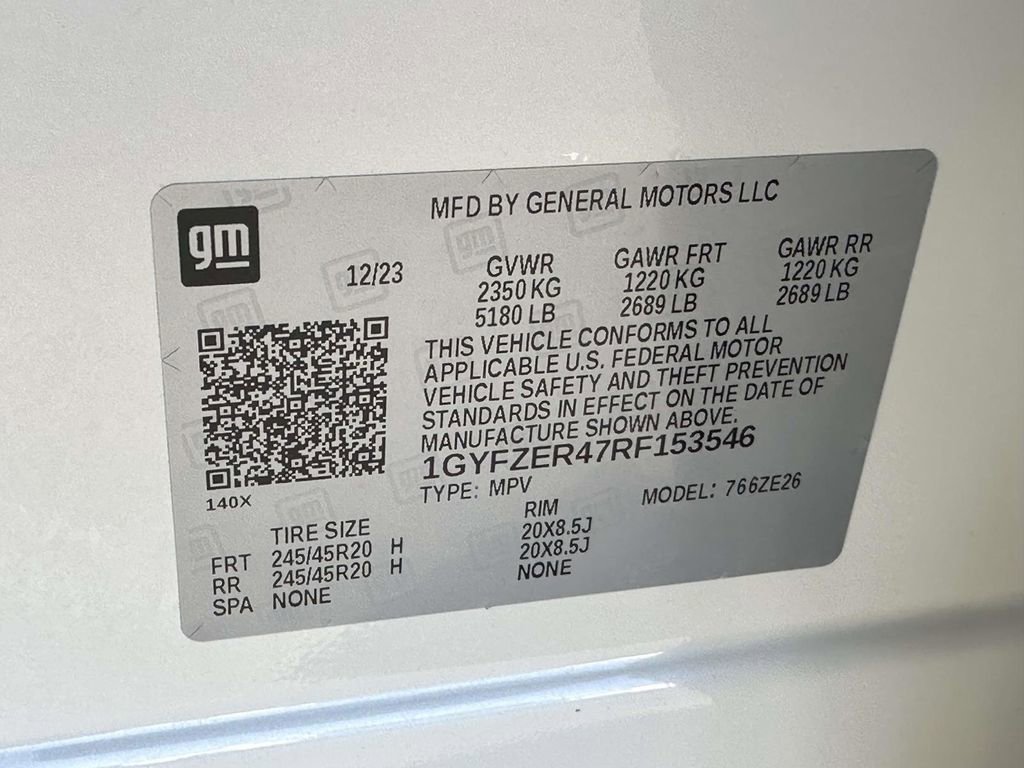 gm
MFD BY GENERAL MOTORS LLC
12/23 GVWR GAWR FRT GAWR RR
2350 KG 1220 KG 1220 KG
5180 LB 2689 LB 2689 LB
THIS VEHICLE CONFORMS TO ALL
APPLICABLE U.S. FEDERAL MOTOR
VEHICLE SAFETY AND THEFT PREVENTION
STANDARDS IN EFFECT ON THE DATE OF
MANUFACTURE SHOWN ABOVE.
1GYFZER47RF153546
140X
TYPE: MPV MODEL: 766ZE26
TIRE SIZE RIM
FRT 245/45R20 H 20X8.5J
RR 245/45R20 H 20X8.5J
SPA NONE NONE